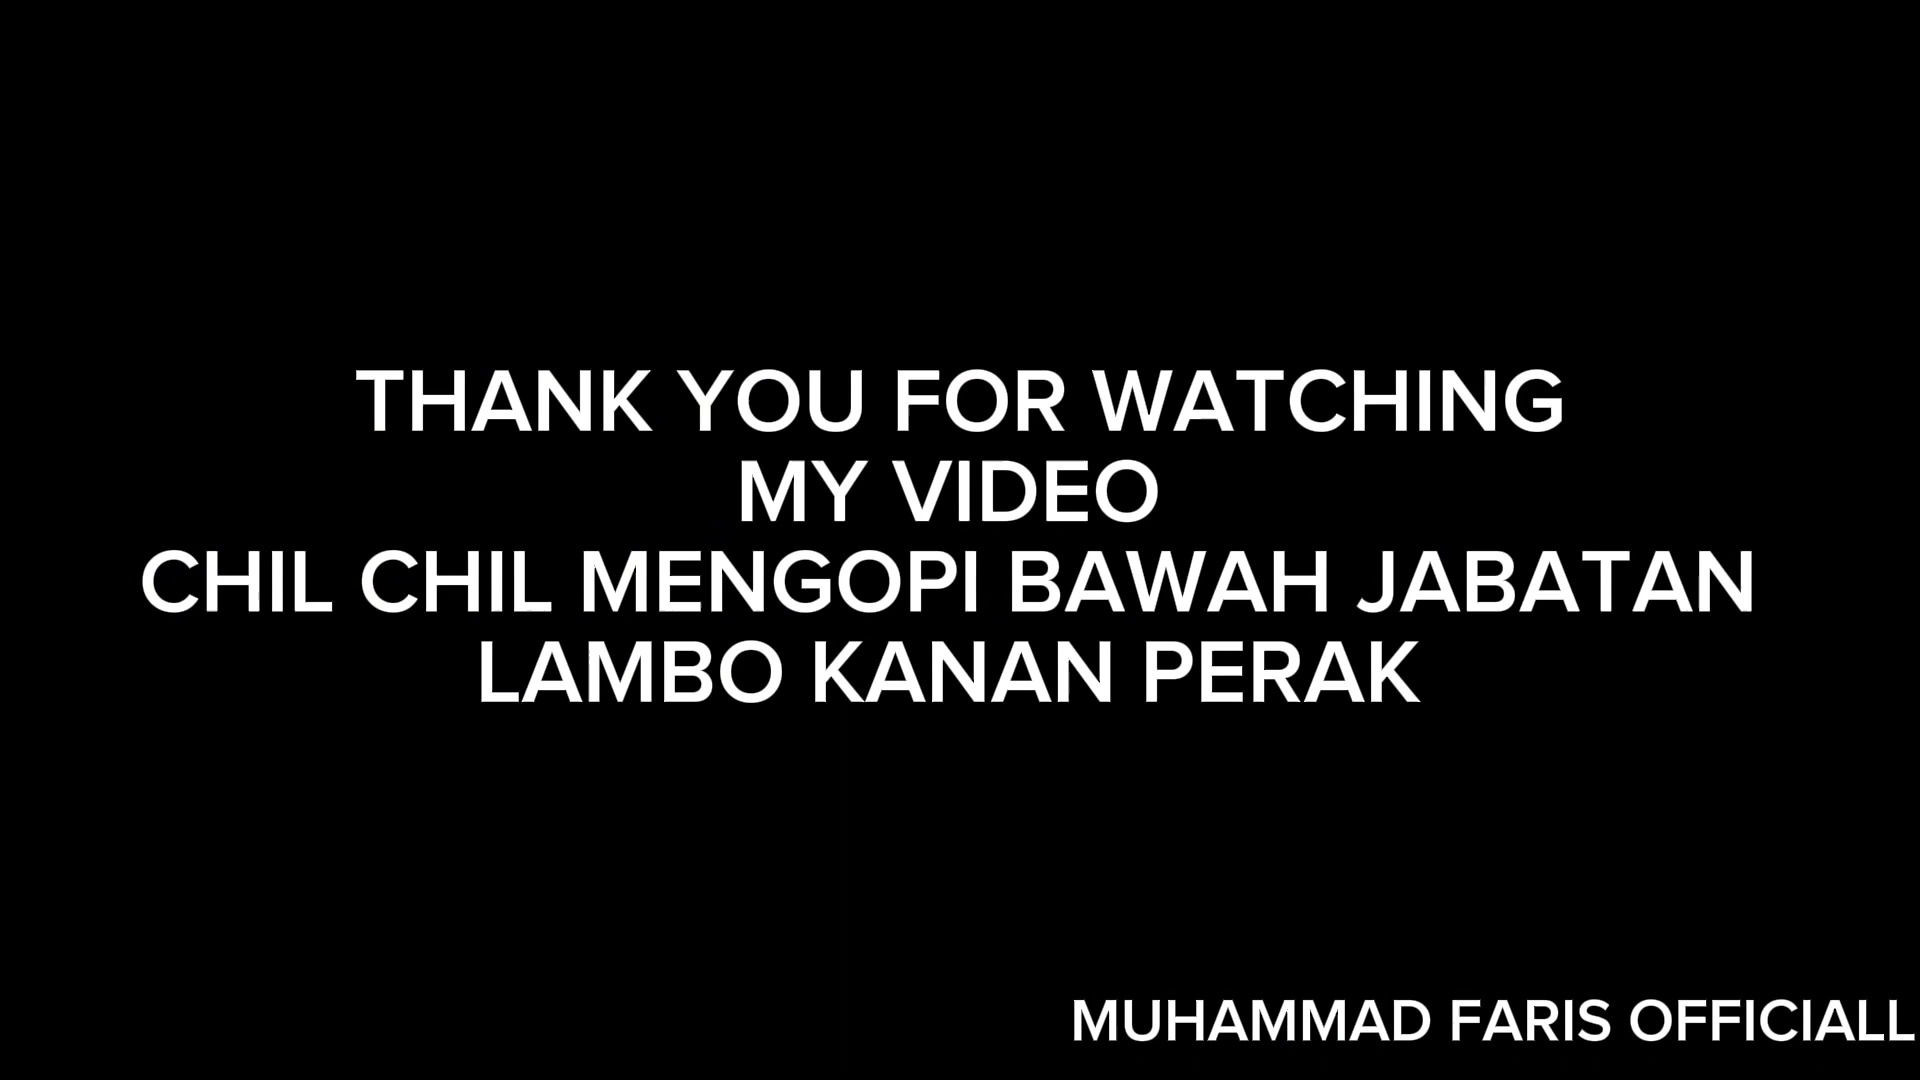 THANK YOU FOR WATCHING
MY VIDEO
CHIL CHIL MENGOPI BAWAH JABATAN
LAMBO KANAN PERAK
MUHAMMAD FARIS OFFICIALL